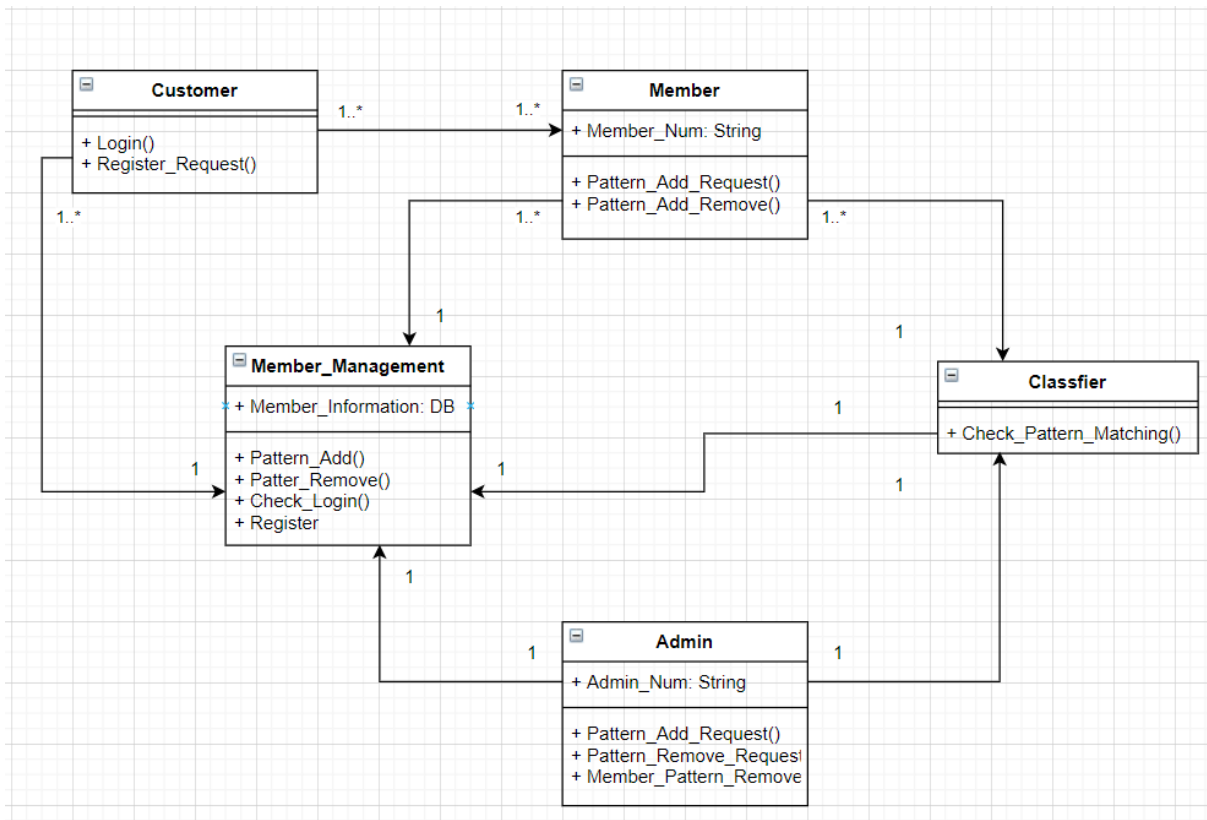 Customer
+ Login()
+ Register_Request()
1..*
1..*
1..*
Member
+ Member_Num: String
+ Pattern_Add_Request()
+ Pattern_Add_Remove()
1..*
1..*
1
1
Member_Management
+ Member_Information: DB
+ Pattern_Add()
+ Patter_Remove()
+ Check_Login()
+ Register
1
1
1
Classfier
+ Check_Pattern_Matching()
1
1
1
1
Admin
+ Admin_Num: String
+ Pattern_Add_Request()
+ Pattern_Remove_Request
+ Member_Pattern_Remove